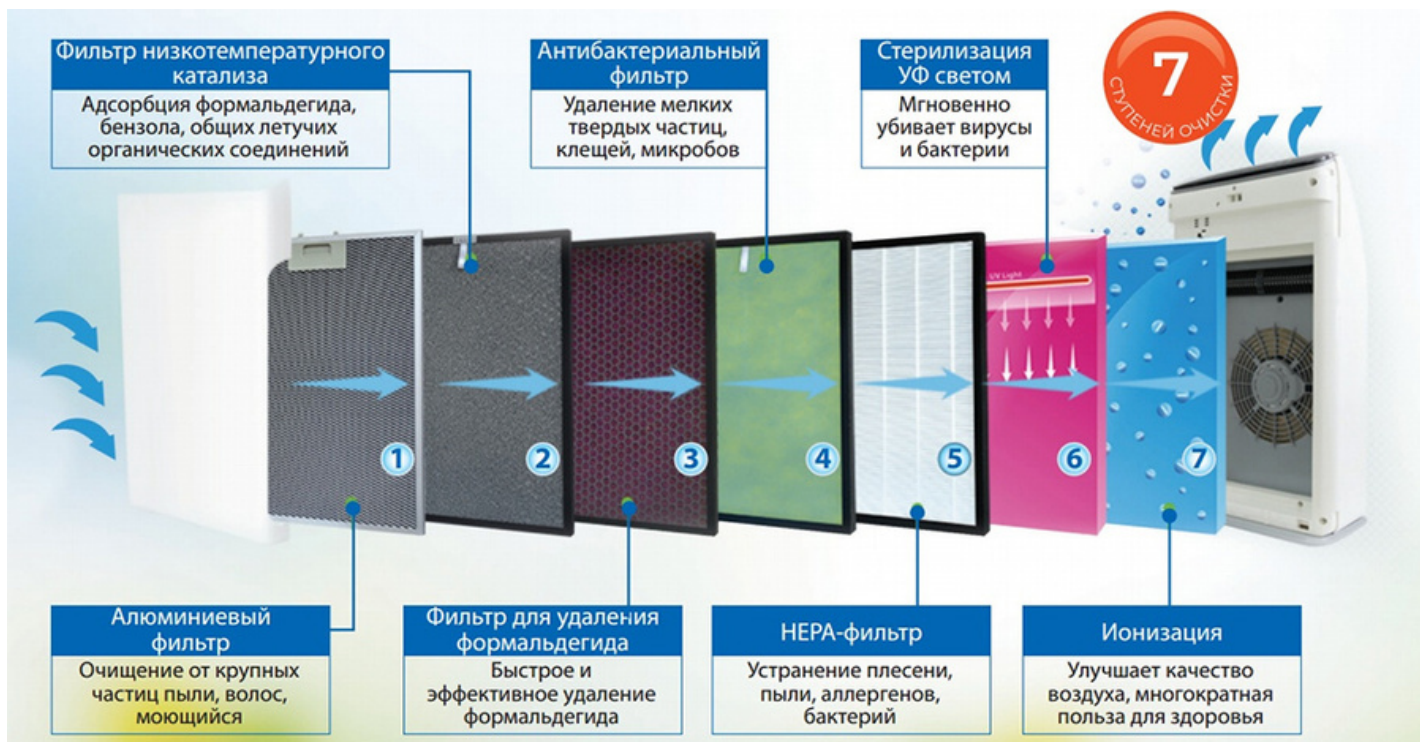 Фильтр низкотемпературного
катализа
Адсорбция формальдегида,
бензола, общих летучих
органических соединений
Антибактериальный
фильтр
Удаление мелких
твердых частиц,
клещей, микробов
Стерилизация
УФ светом
Мгновенно
убивает вирусы
и бактерии
7
СТУПЕНЕЙ ОЧИСТКИ
UV Light
1
2
3
4
5
6
7
Алюминиевый
фильтр
Очищение от крупных
частиц пыли, волос,
моющийся
Фильтр для удаления
формальдегида
Быстрое и
эффективное удаление
формальдегида
HEPA-фильтр
Устранение плесени,
пыли, аллергенов,
бактерий
Ионизация
Улучшает качество
воздуха, многократная
польза для здоровья